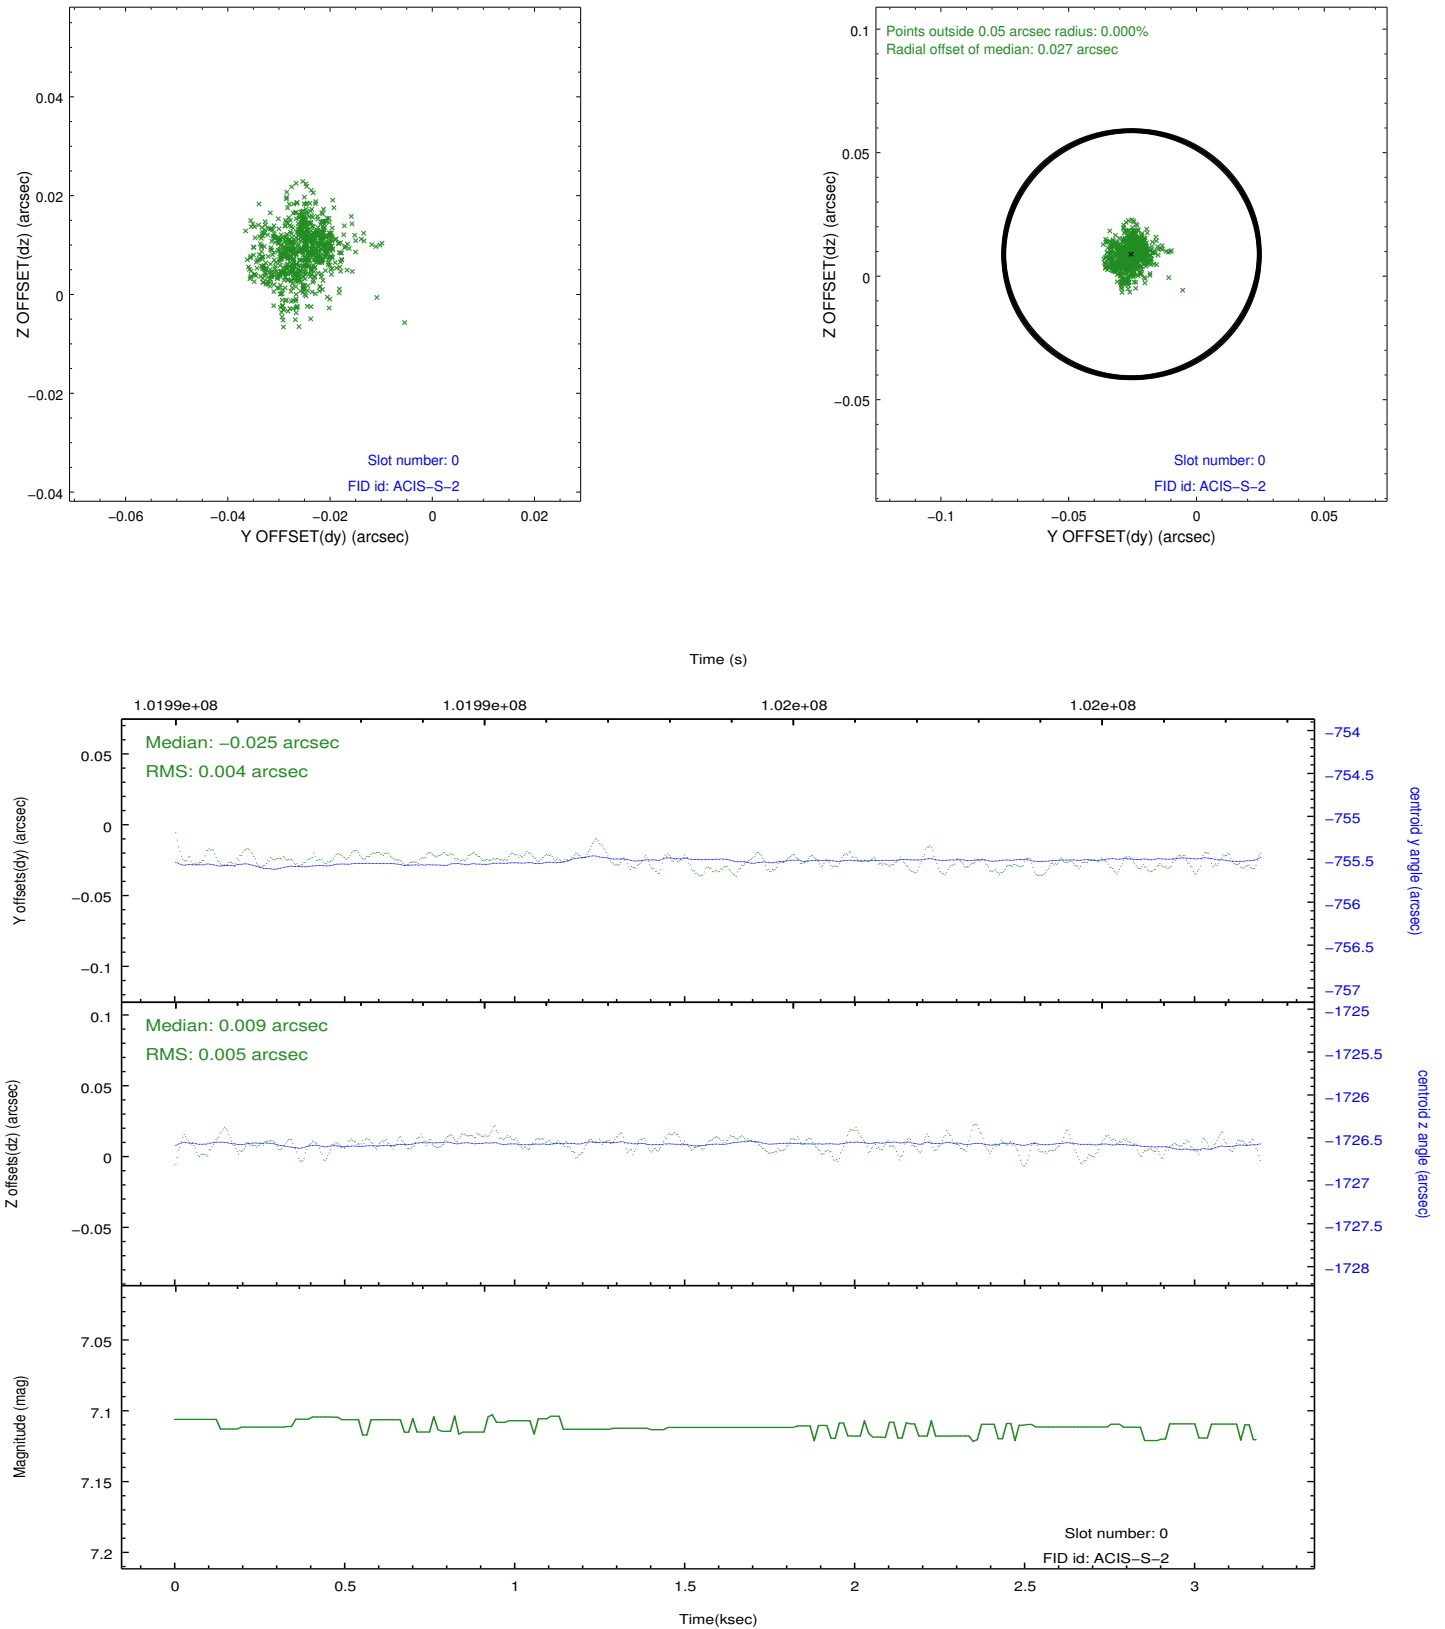 0.04
0.02
0
−0.02
−0.04
Z OFFSET(dz) (arcsec)
Slot number: 0
FID id: ACIS−S−2
−0.06
−0.04
−0.02
0
0.02
Y OFFSET(dy) (arcsec)
Points outside 0.05 arcsec radius: 0.000%
Radial offset of median: 0.027 arcsec
0.1
0.05
0
−0.05
Z OFFSET(dz) (arcsec)
Slot number: 0
FID id: ACIS−S−2
−0.1
−0.05
0
0.05
Y OFFSET(dy) (arcsec)
Time (s)
1.0199e+08
1.0199e+08
1.02e+08
1.02e+08
Median: −0.025 arcsec
RMS: 0.004 arcsec
0.05
0
−0.05
−0.1
Y offsets(dy) (arcsec)
−754
−754.5
−755
−755.5
−756
−756.5
−757
centroid y angle (arcsec)
Median: 0.009 arcsec
RMS: 0.005 arcsec
0.1
0.05
0
−0.05
Z offsets(dz) (arcsec)
−1725
−1725.5
−1726
−1726.5
−1727
−1727.5
−1728
centroid z angle (arcsec)
7.05
7.1
7.15
7.2
Magnitude (mag)
Slot number: 0
FID id: ACIS−S−2
0
0.5
1
1.5
2
2.5
3
Time(ksec)